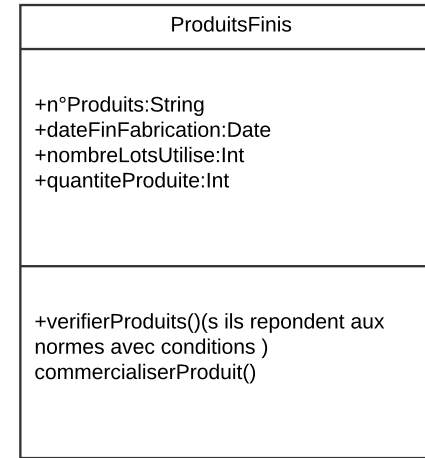 ProduitsFinis
+n°Produits:String
+dateFinFabrication:Date
+nombreLotsUtilise:Int
+quantiteProduite:Int
+verifierProduits()(s ils repondent aux
normes avec conditions )
commercialiserProduit()